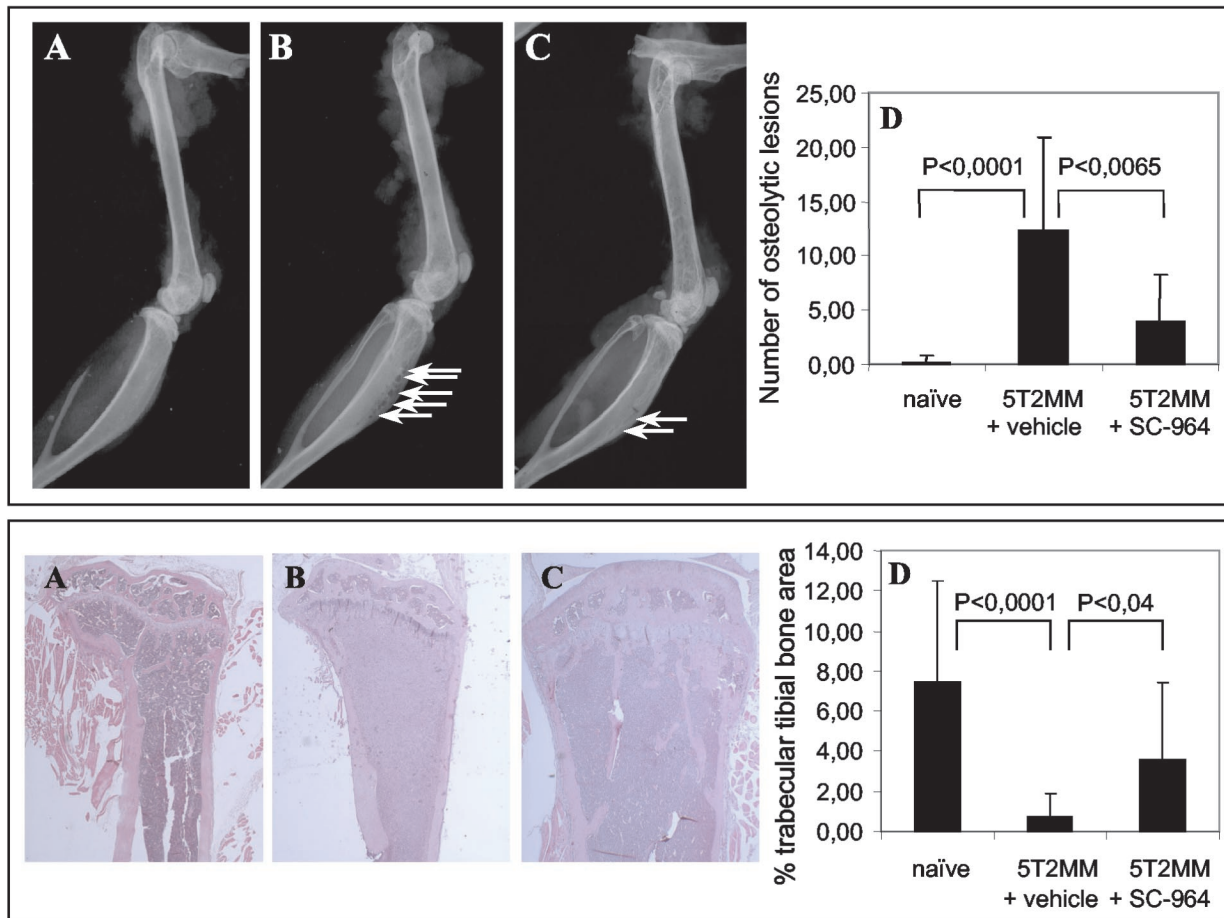 A
B
C
D
Number of osteolytic lesions
25,00
20,00
15,00
10,00
5,00
0,00
P<0,0001
P<0,0065
naïve
5T2MM
+ vehicle
5T2MM
+ SC-964
A
B
C
D
% trabecular tibial bone area
14,00
12,00
10,00
8,00
6,00
4,00
2,00
0,00
P<0,0001
P<0,04
naïve
5T2MM
+ vehicle
5T2MM
+ SC-964